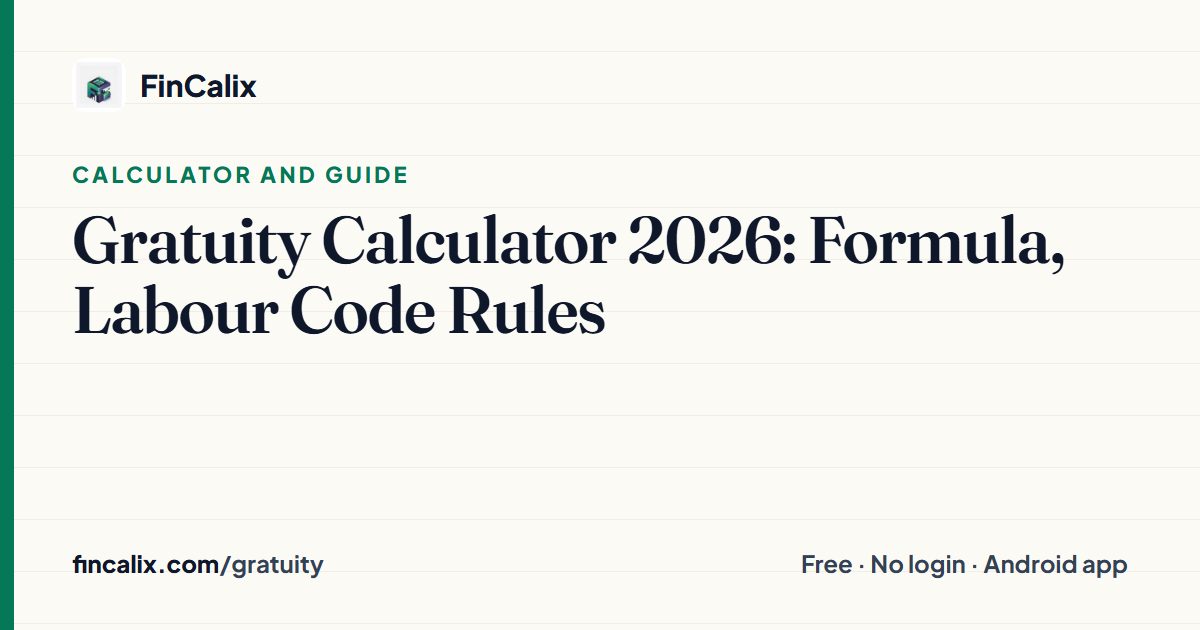 FinCalix
CALCULATOR AND GUIDE
Gratuity Calculator 2026: Formula,
Labour Code Rules
fincalix.com/gratuity
Free · No login · Android app